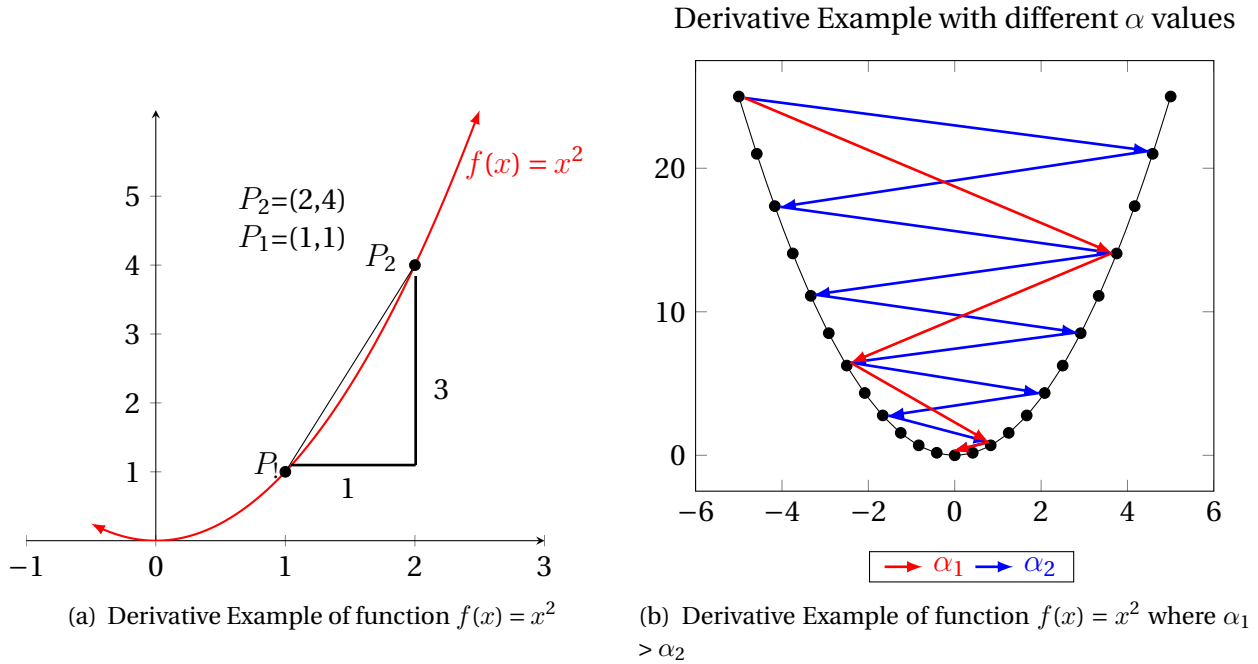 Derivative Example with different α values
f(x) = x²
P₂=(2,4)
P₁=(1,1)
P₂
P!
3
1
5
4
3
2
1
−1
0
1
2
3
20
10
0
−6
−4
−2
0
2
4
6
α₁
α₂
(a) Derivative Example of function f(x) = x²
(b) Derivative Example of function f(x) = x² where α₁
> α₂